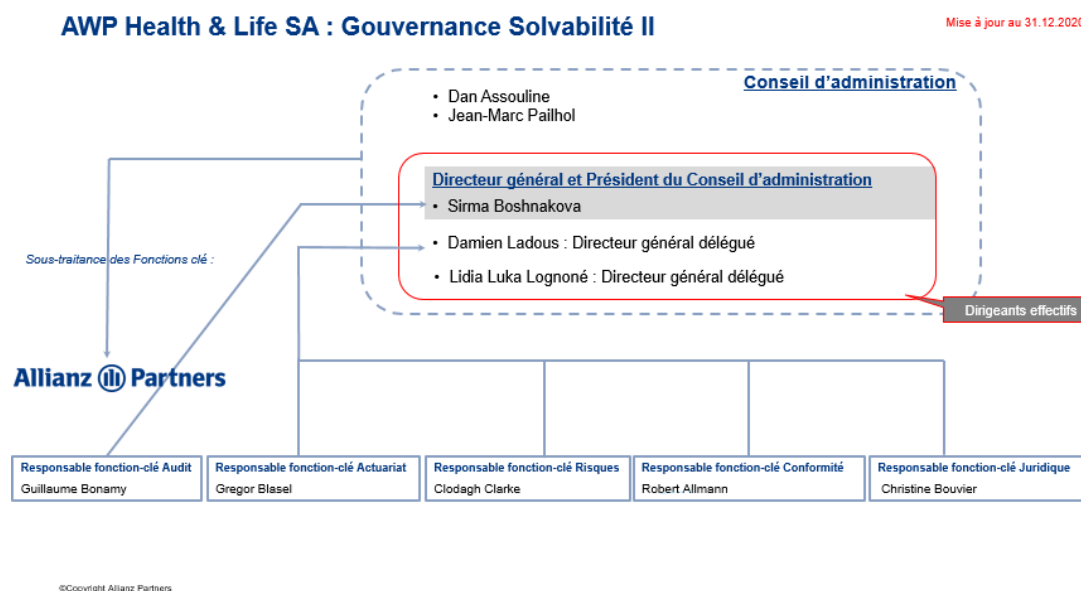 AWP Health & Life SA : Gouvernance Solvabilité II
Mise à jour au 31.12.2020
Conseil d'administration
• Dan Assouline
• Jean-Marc Pailhol
Directeur général et Président du Conseil d'administration
• Sirma Boshnakova
• Damien Ladous : Directeur général délégué
• Lidia Luka Lognoné : Directeur général délégué
Sous-traitance des Fonctions clé :
Dirigeants effectifs
Allianz Partners
Responsable fonction-clé Audit
Guillaume Bonamy
Responsable fonction-clé Actuariat
Gregor Blasel
Responsable fonction-clé Risques
Clodagh Clarke
Responsable fonction-clé Conformité
Robert Allmann
Responsable fonction-clé Juridique
Christine Bouvier
©Copyright Allianz Partners